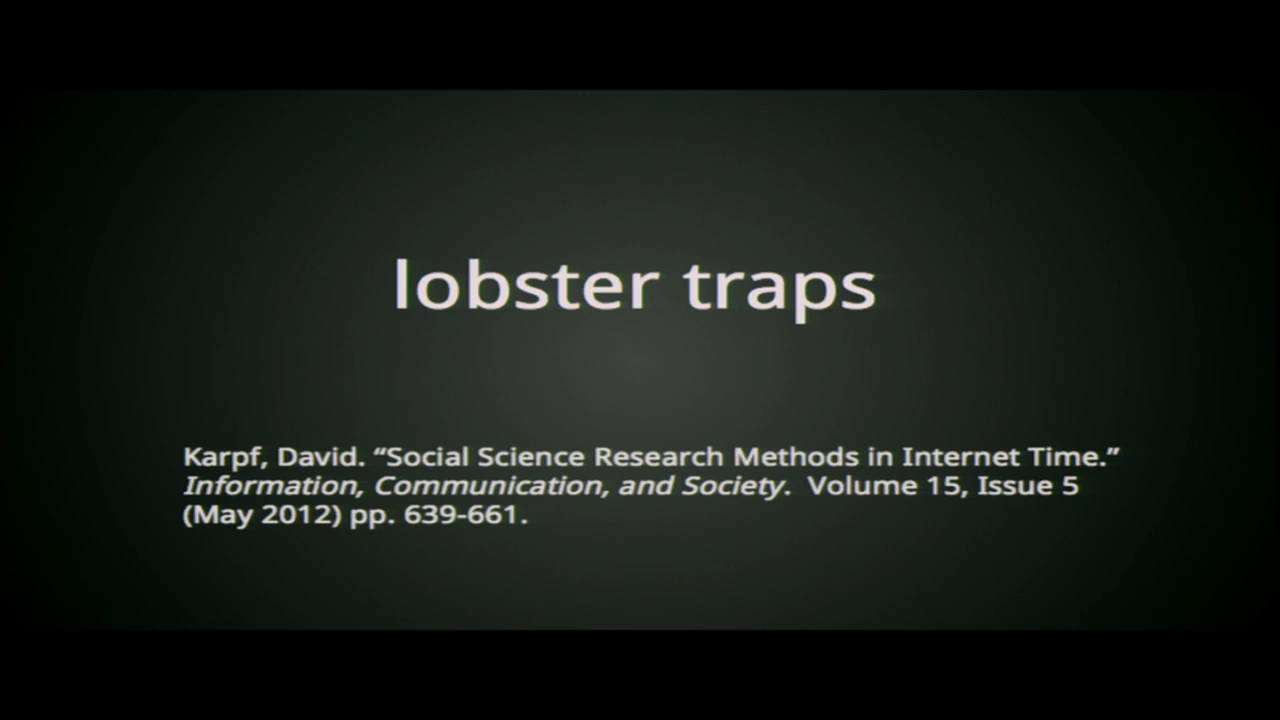 lobster traps
Karpf, David. “Social Science Research Methods in Internet Time.”
Information, Communication, and Society.  Volume 15, Issue 5
(May 2012) pp. 639-661.